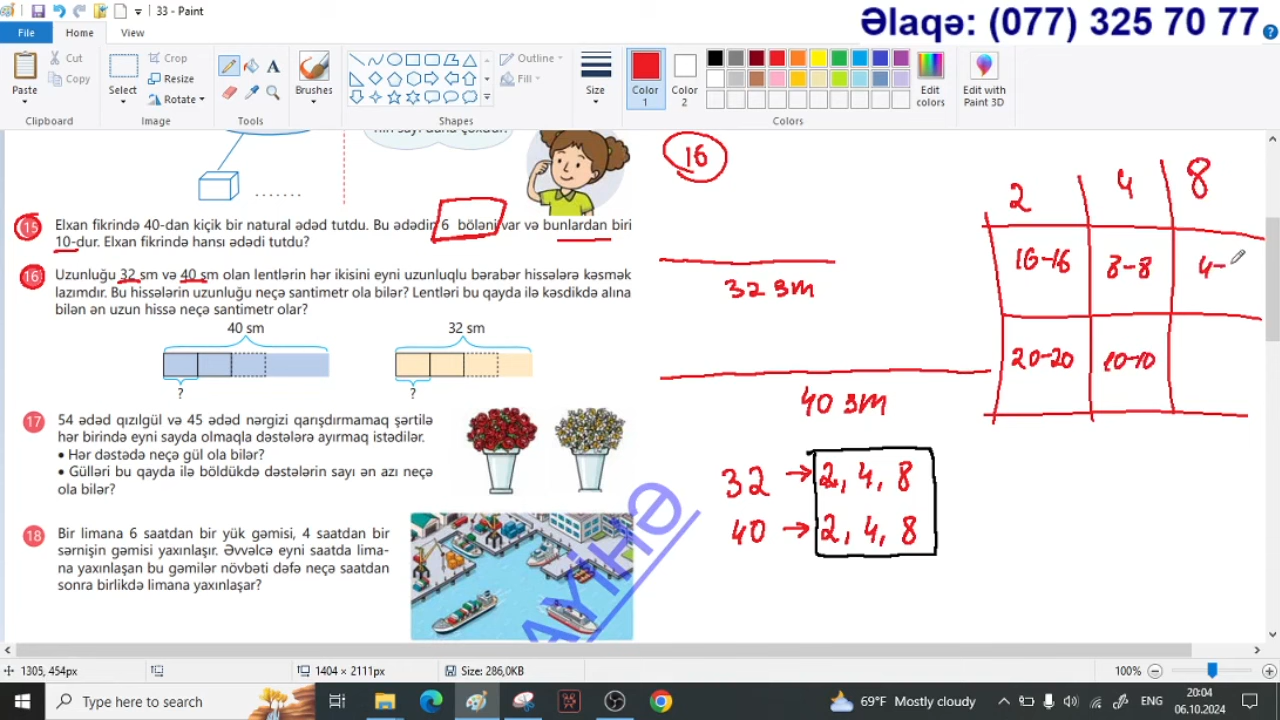 33 - Paint
Əlaqə: (077) 325 70 77
File
Home
View
Paste
Cut
Copy
Clipboard
Select
Crop
Resize
Rotate
Image
A
Tools
Brushes
Outline
Fill
Shapes
Size
Color
1
Color
2
Edit
colors
Edit with
Paint 3D
Colors
15 Elxan fikrində 40-dan kiçik bir natural ədəd tutdu. Bu ədədin 6 böləni var və bunlardan biri
10-dur. Elxan fikrində hansı ədədi tutdu?
16 Uzunluğu 32 sm və 40 sm olan lentlərin hər ikisini eyni uzunluqlu bərabər hissələrə kəsmək
lazımdır. Bu hissələrin uzunluğu neçə santimetr ola bilər? Lentləri bu qayda ilə kəsdikdə alına
bilən ən uzun hissə neçə santimetr olar?
40 sm
32 sm
?
?
17 54 ədəd qızılgül və 45 ədəd nərgizi qarışdırmamaq şərtilə
hər birində eyni sayda olmaqla dəstələrə ayırmaq istədilər.
• Hər dəstədə neçə gül ola bilər?
• Gülləri bu qayda ilə böldükdə dəstələrin sayı ən azı neçə
ola bilər?
18 Bir limana 6 saatdan bir yük gəmisi, 4 saatdan bir
sərnişin gəmisi yaxınlaşır. Əvvəlcə eyni saatda lima-
na yaxınlaşan bu gəmilər növbəti dəfə neçə saatdan
sonra birlikdə limana yaxınlaşar?
AYİHƏ
16
32 sm
40 sm
32 → 2, 4, 8
40 → 2, 4, 8
2 4 8
16-16 8-8 4-
20-20 10-10
1305, 454px
1404 × 2111px
Size: 286,0KB
100%
Type here to search
69°F Mostly cloudy
ENG
20:04
06.10.2024